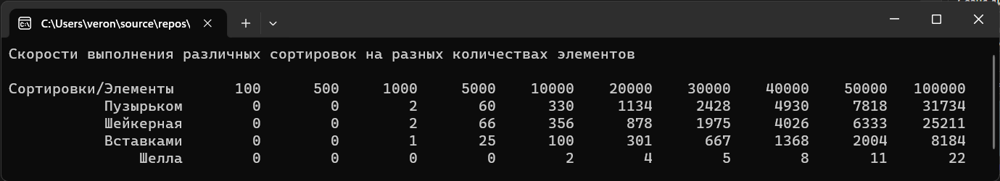 C:\Users\veron\source\repos\
Скорости выполнения различных сортировок на разных количествах элементов
Сортировки/Элементы 100 500 1000 5000 10000 20000 30000 40000 50000 100000
Пузырьком 0 0 2 60 330 1134 2428 4930 7818 31734
Шейкерная 0 0 2 66 356 878 1975 4026 6333 25211
Вставками 0 0 1 25 100 301 667 1368 2004 8184
Шелла 0 0 0 0 2 4 5 8 11 22